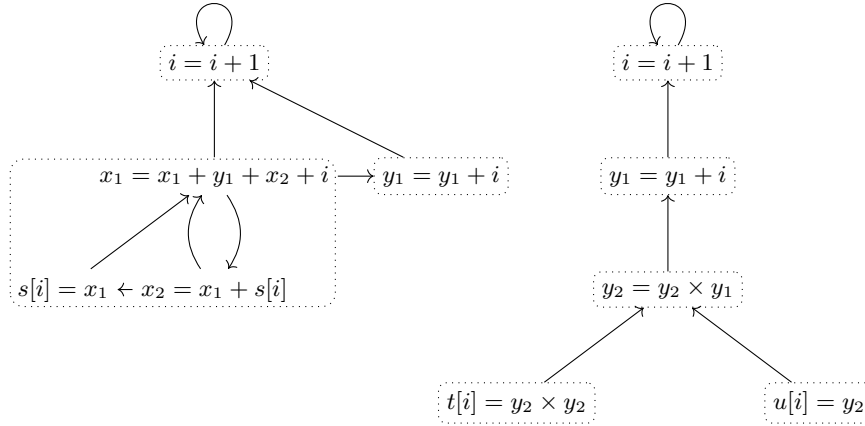 i = i + 1
i = i + 1
x₁ = x₁ + y₁ + x₂ + i
y₁ = y₁ + i
y₁ = y₁ + i
s[i] = x₁ ← x₂ = x₁ + s[i]
y₂ = y₂ × y₁
t[i] = y₂ × y₂
u[i] = y₂